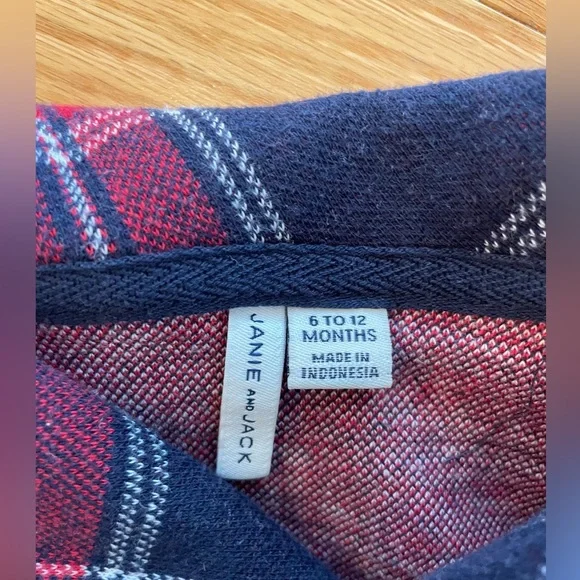 JANIE AND JACK
6 TO 12
MONTHS
MADE IN
INDONESIA